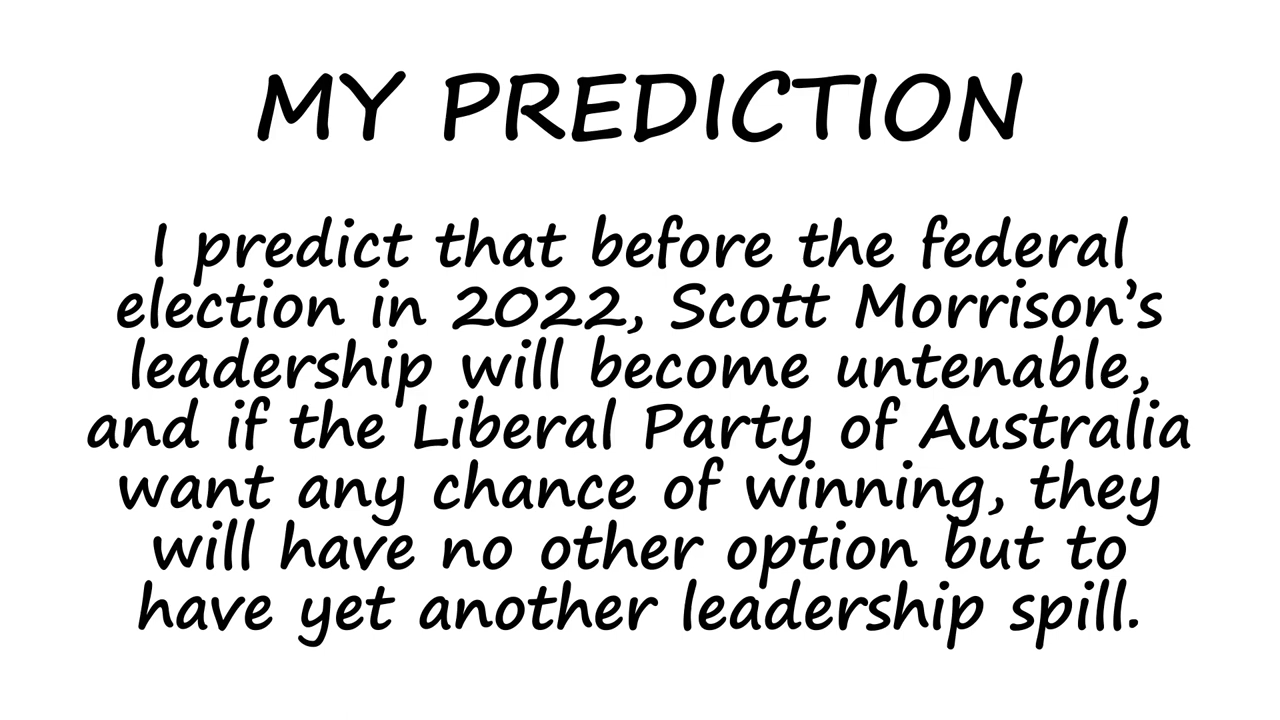 MY PREDICTION
I predict that before the federal
election in 2022, Scott Morrison’s
leadership will become untenable,
and if the Liberal Party of Australia
want any chance of winning, they
will have no other option but to
have yet another leadership spill.